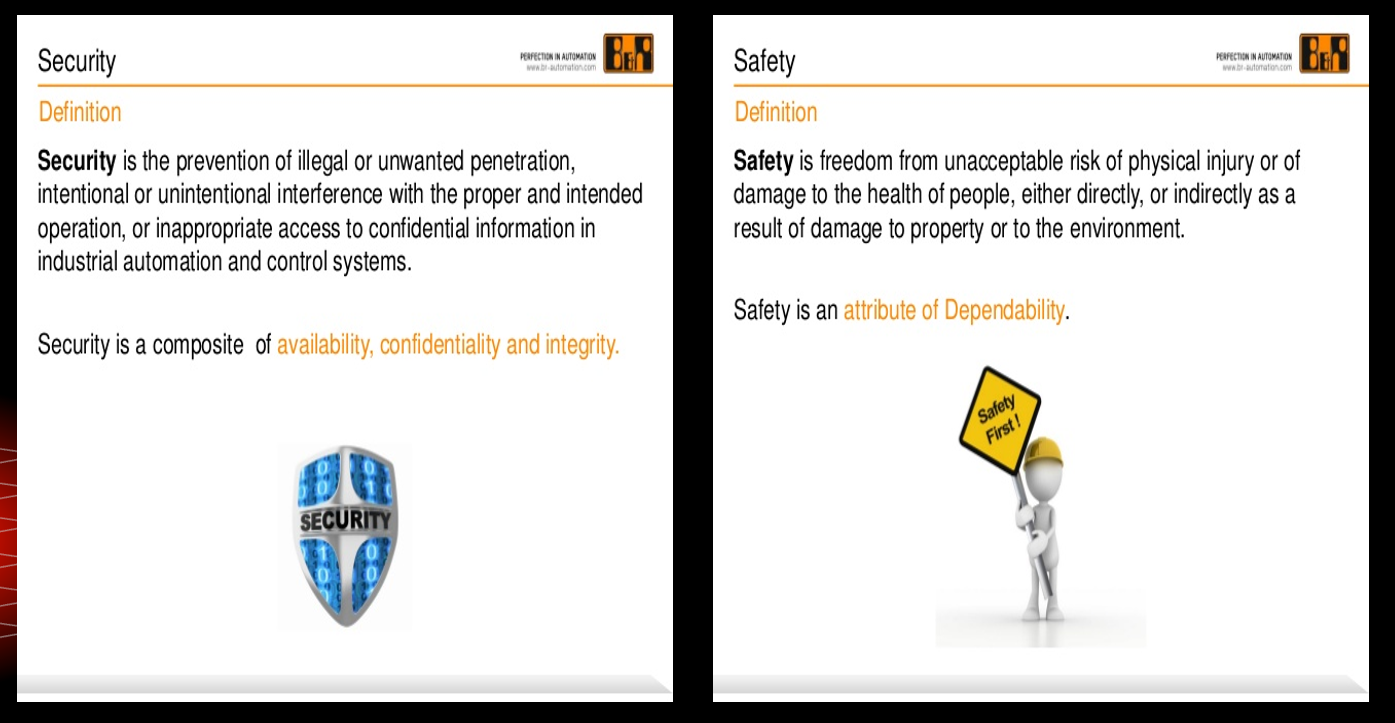 Security
PERFECTION IN AUTOMATION
www.br-automation.com
B&R
Definition
Security is the prevention of illegal or unwanted penetration,
intentional or unintentional interference with the proper and intended
operation, or inappropriate access to confidential information in
industrial automation and control systems.
Security is a composite of availability, confidentiality and integrity.
SECURITY
Safety
PERFECTION IN AUTOMATION
www.br-automation.com
B&R
Definition
Safety is freedom from unacceptable risk of physical injury or of
damage to the health of people, either directly, or indirectly as a
result of damage to property or to the environment.
Safety is an attribute of Dependability.
Safety
First !